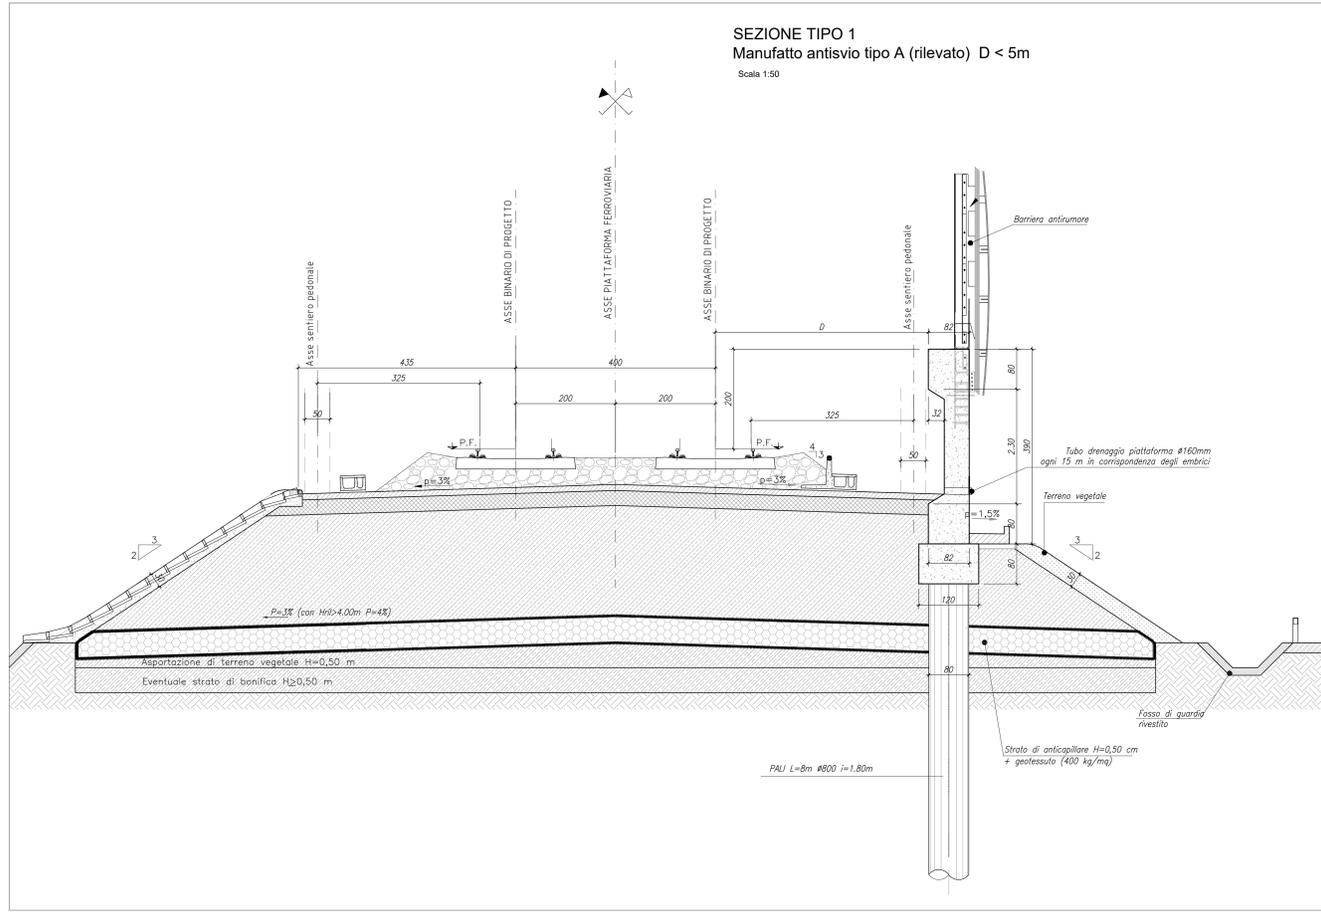 SEZIONE TIPO 1
Manufatto antisvio tipo A (rilevato) D < 5m
Scala 1:50
Asse sentiero pedonale
ASSE BINARIO DI PROGETTO
ASSE PIATTAFORMA FERROVIARIA
ASSE BINARIO DI PROGETTO
Asse sentiero pedonale
Barriera antirumore
D
82
435
400
325
200
200
200
325
50
32
50
80
2.30
390
80
80
P.F.
P.F.
4
3
p=3%
p=3%
Tubo drenaggio piattaforma Ø160mm
ogni 15 m in corrispondenza degli embrici
Terreno vegetale
p=1,5%
3
2
3
2
30
30
82
120
80
P=3% (con Hril>4.00m P=4%)
Asportazione di terreno vegetale H=0,50 m
Eventuale strato di bonifica H≥0,50 m
Fosso di guardia
rivestito
Strato di anticapillare H=0,50 cm
+ geotessuto (400 kg/mq)
PALI L=8m Ø800 i=1.80m